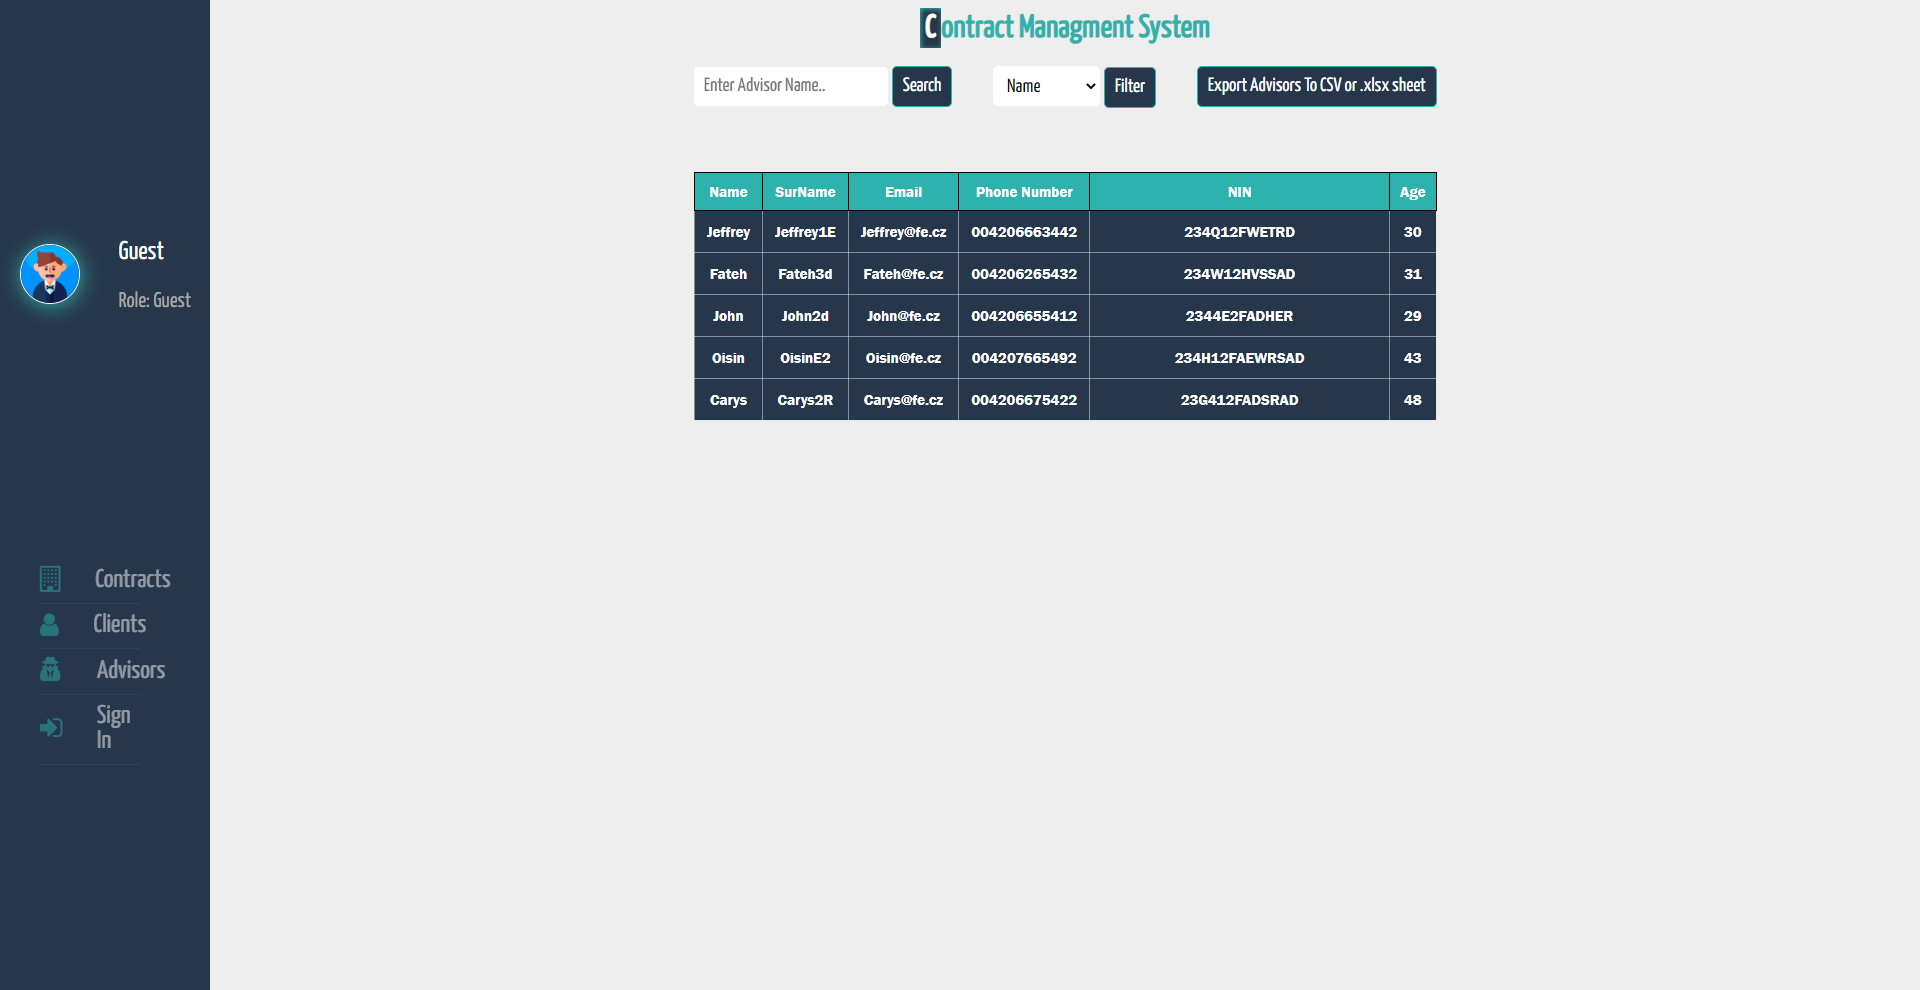 Contract Managment System
Enter Advisor Name.. Search Name Filter Export Advisors To CSV or .xlsx sheet
Name SurName Email Phone Number NIN Age
Jeffrey Jeffrey1E Jeffrey@fe.cz 004206663442 234Q12FWETRD 30
Fateh Fateh3d Fateh@fe.cz 004206265432 234W12HVSSAD 31
John John2d John@fe.cz 004206655412 2344E2FADHER 29
Oisin OisinE2 Oisin@fe.cz 004207665492 234H12FAEWRSAD 43
Carys Carys2R Carys@fe.cz 004206675422 23G412FADSRAD 48
Guest
Role: Guest
Contracts
Clients
Advisors
Sign
In